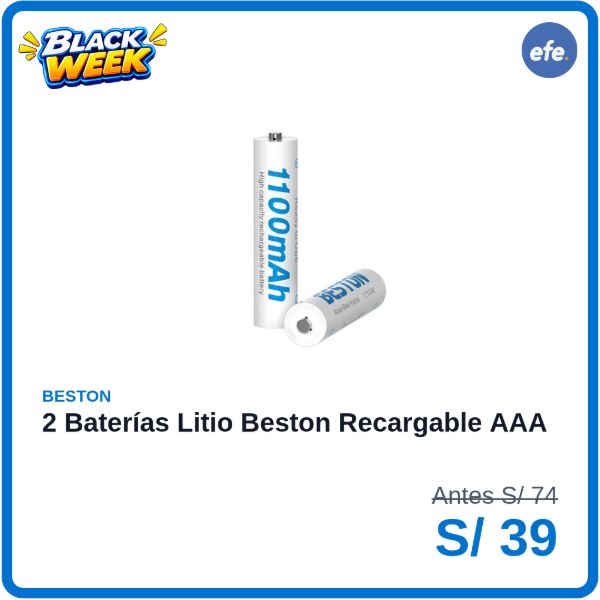 BLACK
WEEK
efe.
1100mAh
High capacity rechargeable battery
BESTON
BESTON
2 Baterías Litio Beston Recargable AAA
Antes S/ 74
S/ 39